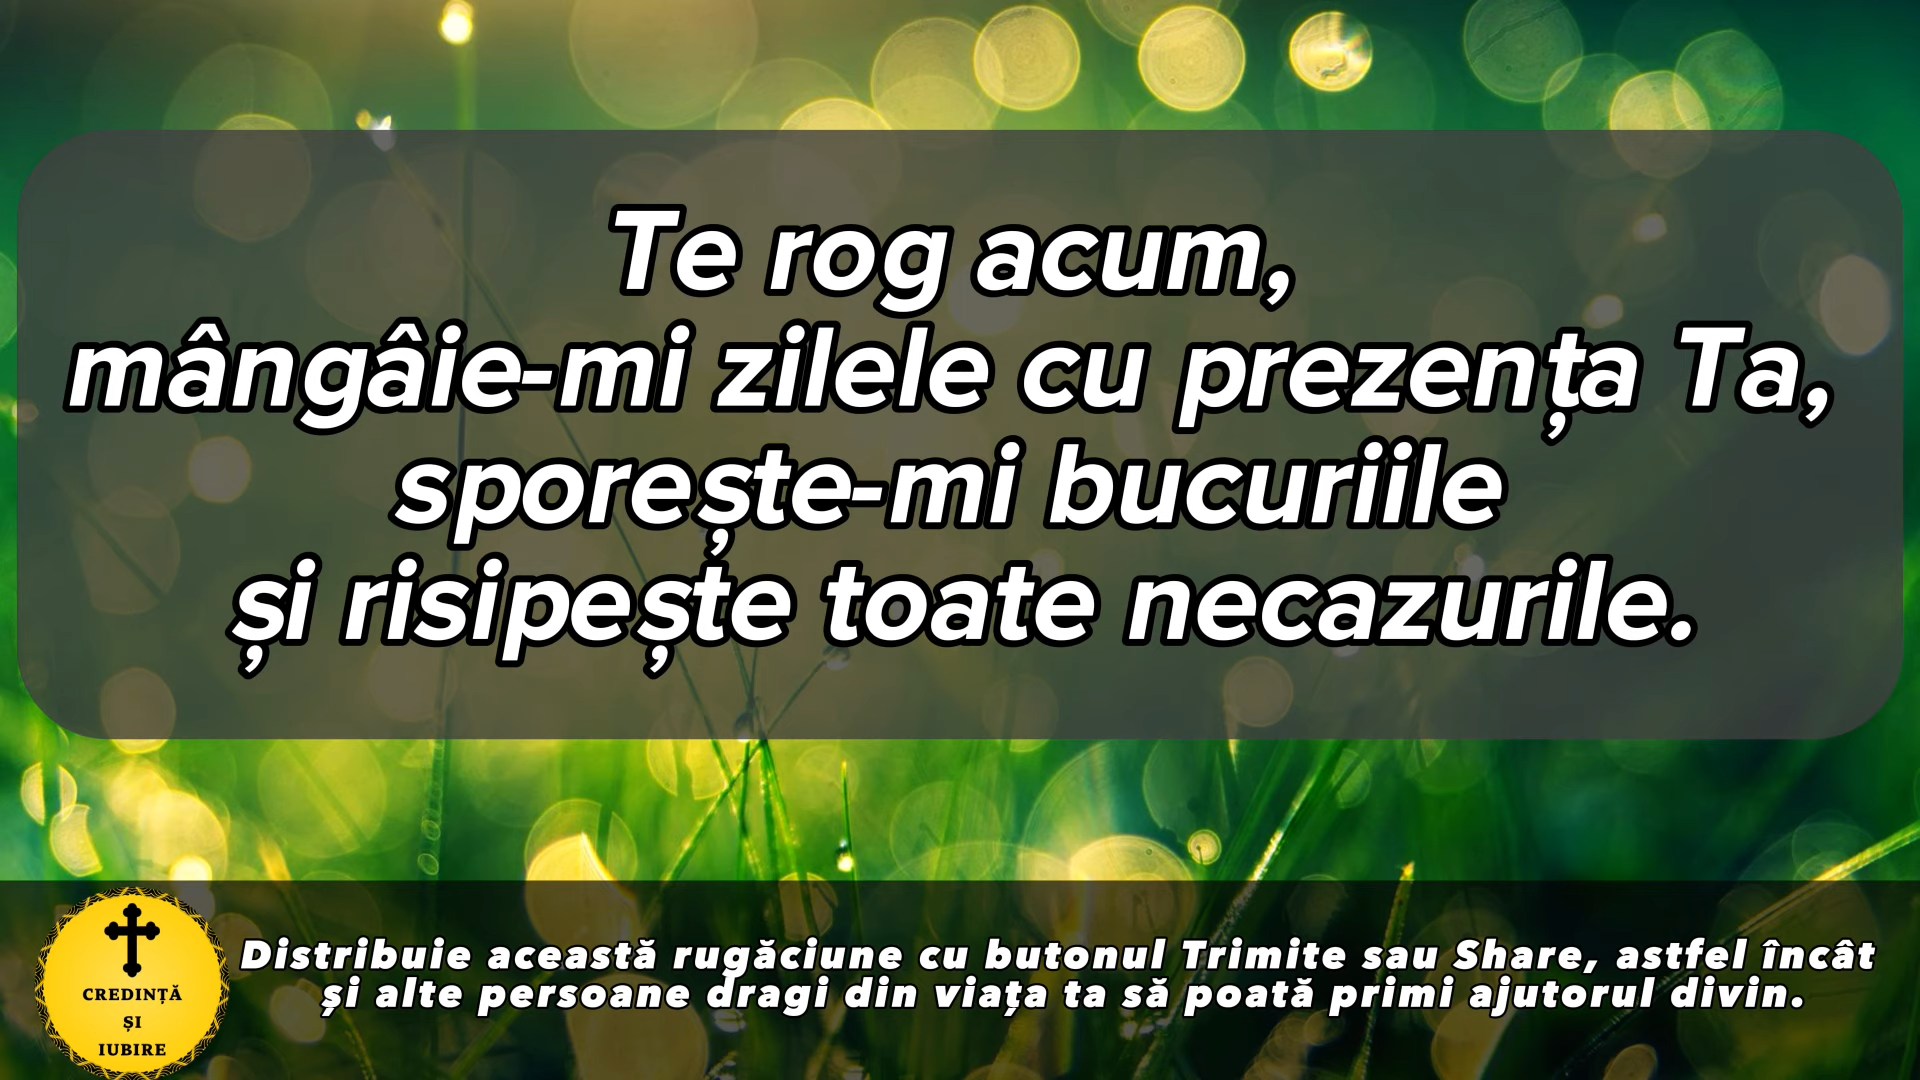 Te rog acum,
mângâie-mi zilele cu prezența Ta,
sporește-mi bucuriile
și risipește toate necazurile.
CREDINȚĂ
ȘI
IUBIRE
Distribuie această rugăciune cu butonul Trimite sau Share, astfel încât
și alte persoane dragi din viața ta să poată primi ajutorul divin.